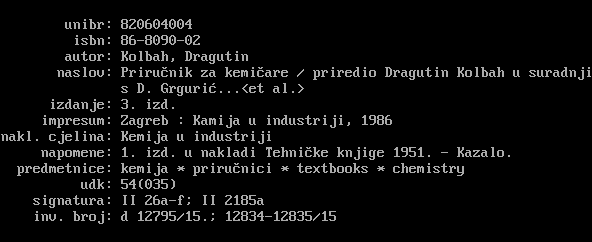 unibr: 820604004
isbn: 86-8090-02
autor: Kolbah, Dragutin
naslov: Priručnik za kemičare / priredio Dragutin Kolbah u suradnji
s D. Grgurić...<et al.>
izdanje: 3. izd.
impresum: Zagreb : Kamija u industriji, 1986
nakl. cjelina: Kemija u industriji
napomene: 1. izd. u nakladi Tehničke knjige 1951. - Kazalo.
predmetnice: kemija * priručnici * textbooks * chemistry
udk: 54(035)
signatura: II 26a-f; II 2185a
inv. broj: d 12795/15.; 12834-12835/15